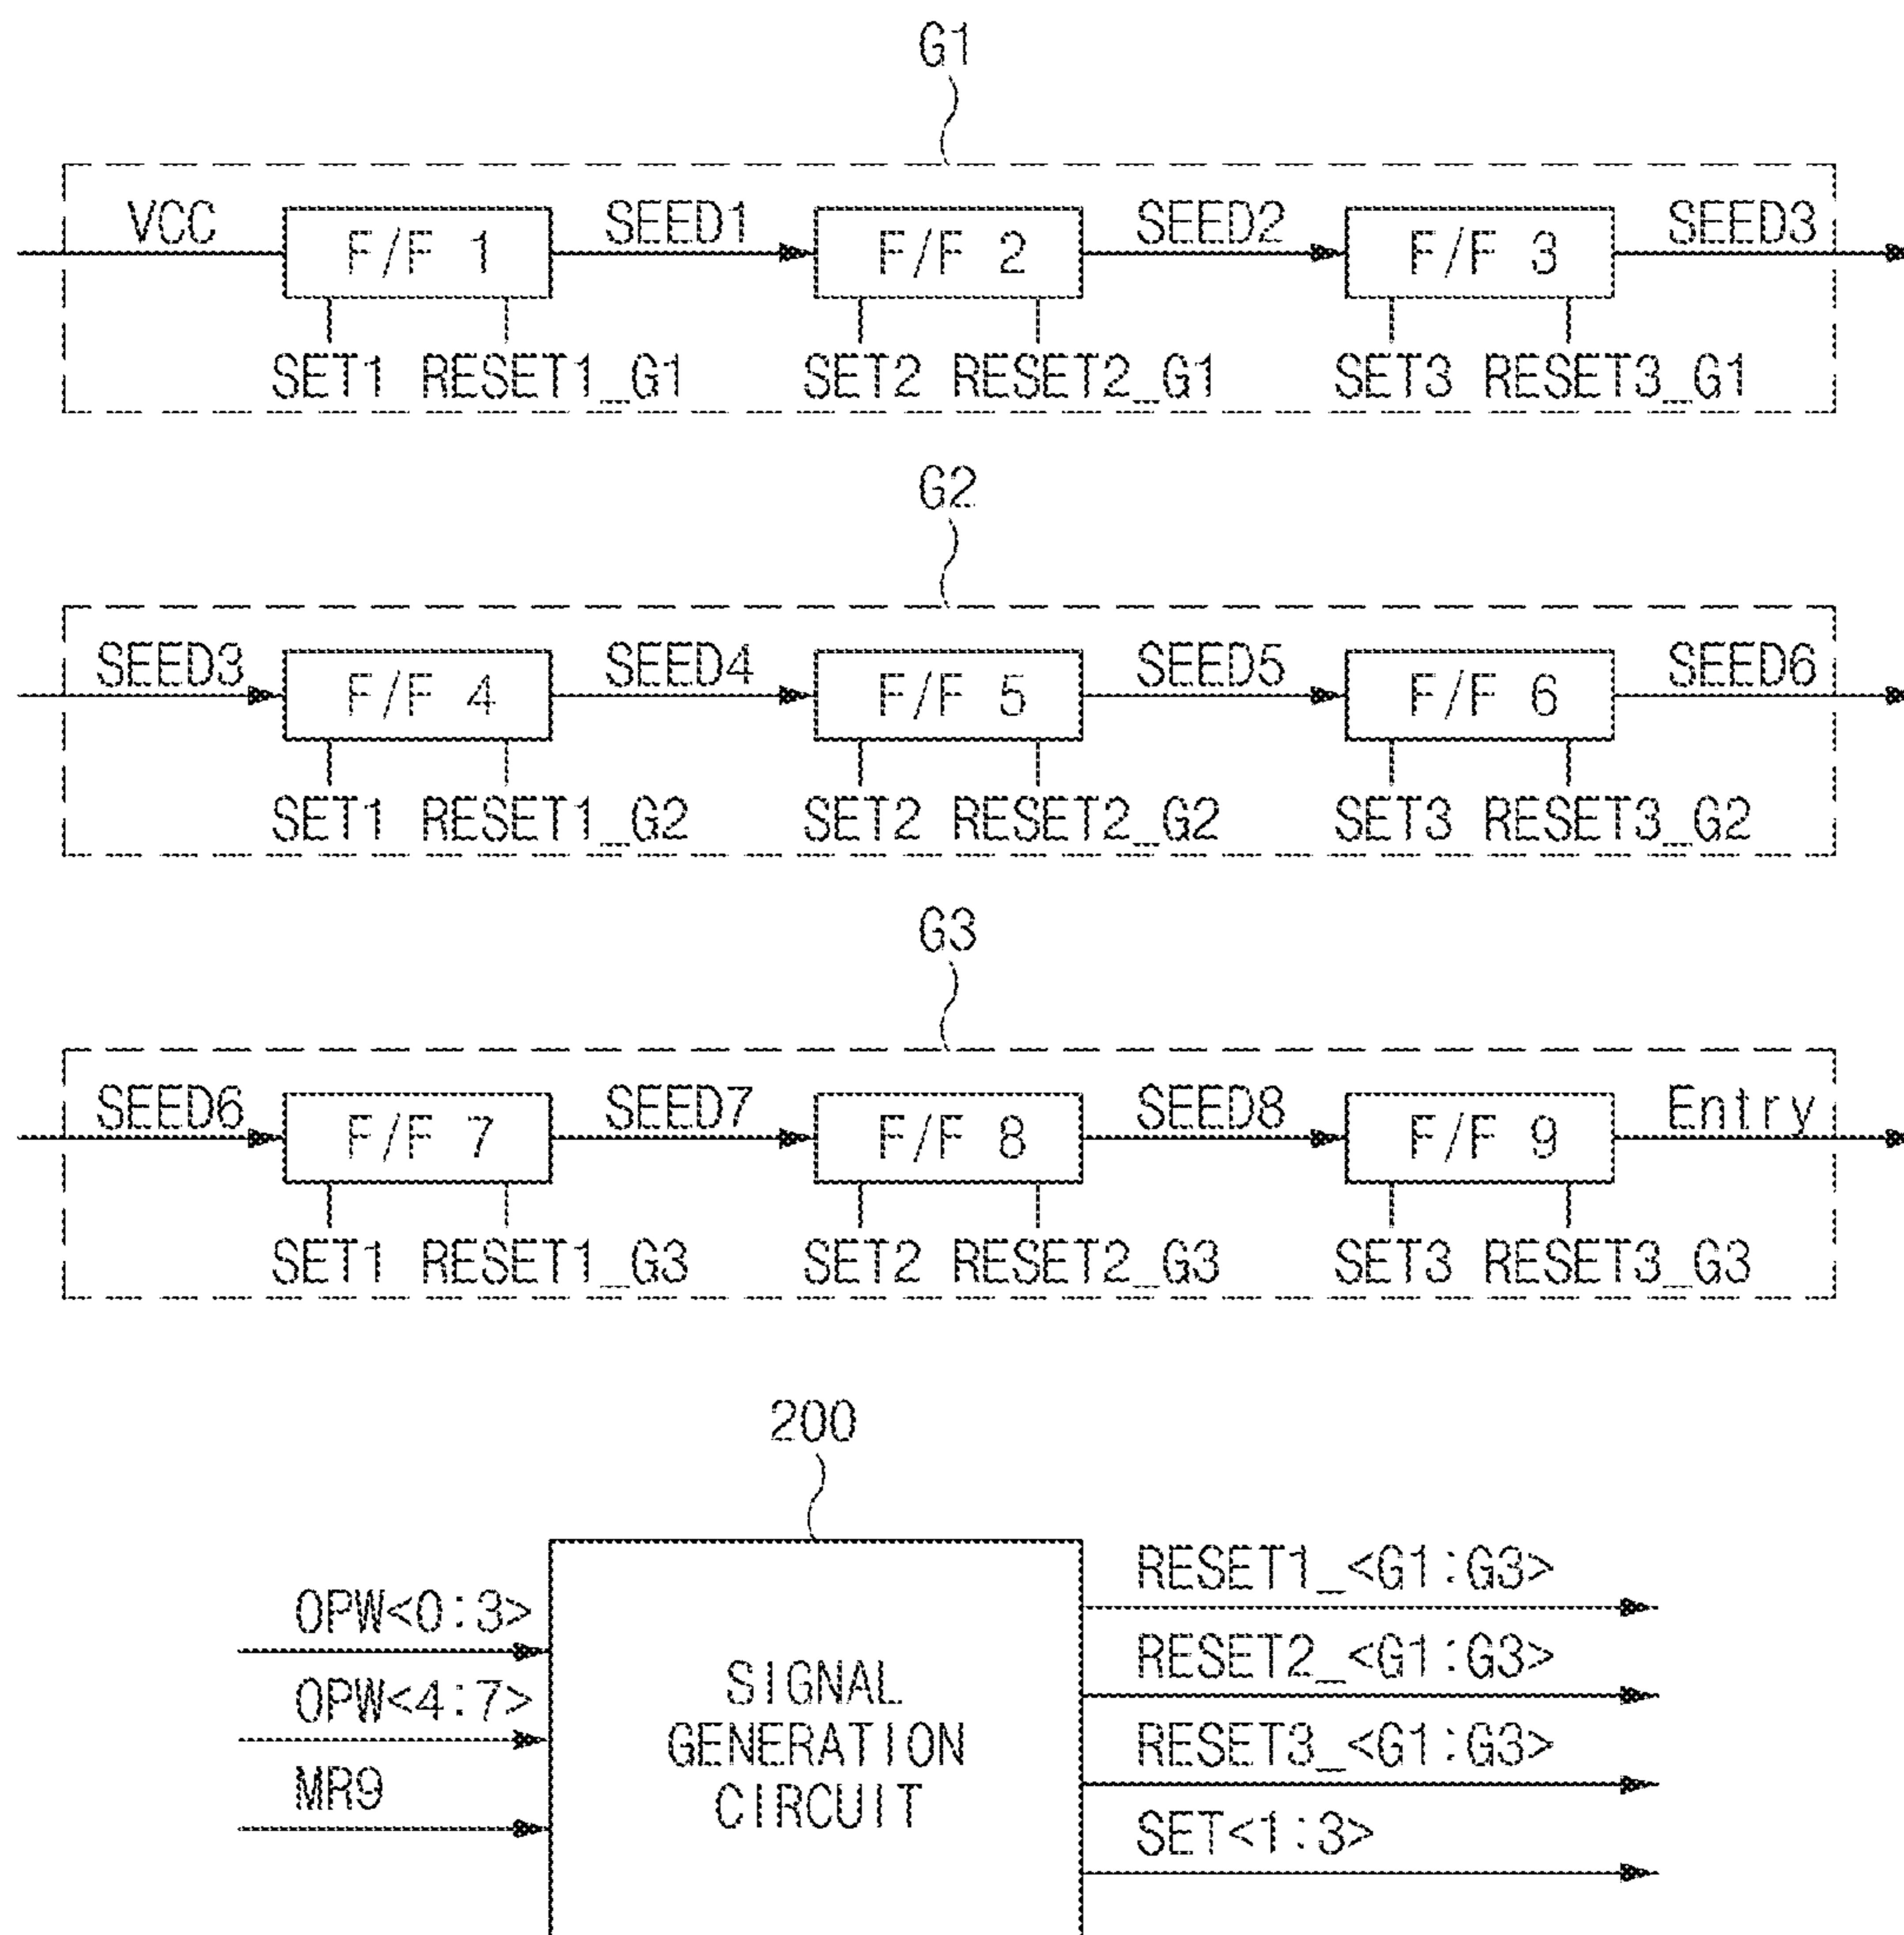 G1
VCC
F/F 1
SEED1
F/F 2
SEED2
F/F 3
SEED3
SET1 RESET1_G1
SET2 RESET2_G1
SET3 RESET3_G1
G2
SEED3
F/F 4
SEED4
F/F 5
SEED5
F/F 6
SEED6
SET1 RESET1_G2
SET2 RESET2_G2
SET3 RESET3_G2
G3
SEED6
F/F 7
SEED7
F/F 8
SEED8
F/F 9
Entry
SET1 RESET1_G3
SET2 RESET2_G3
SET3 RESET3_G3
200
OPW<0:3>
OPW<4:7>
MR9
SIGNAL
GENERATION
CIRCUIT
RESET1_<G1:G3>
RESET2_<G1:G3>
RESET3_<G1:G3>
SET<1:3>